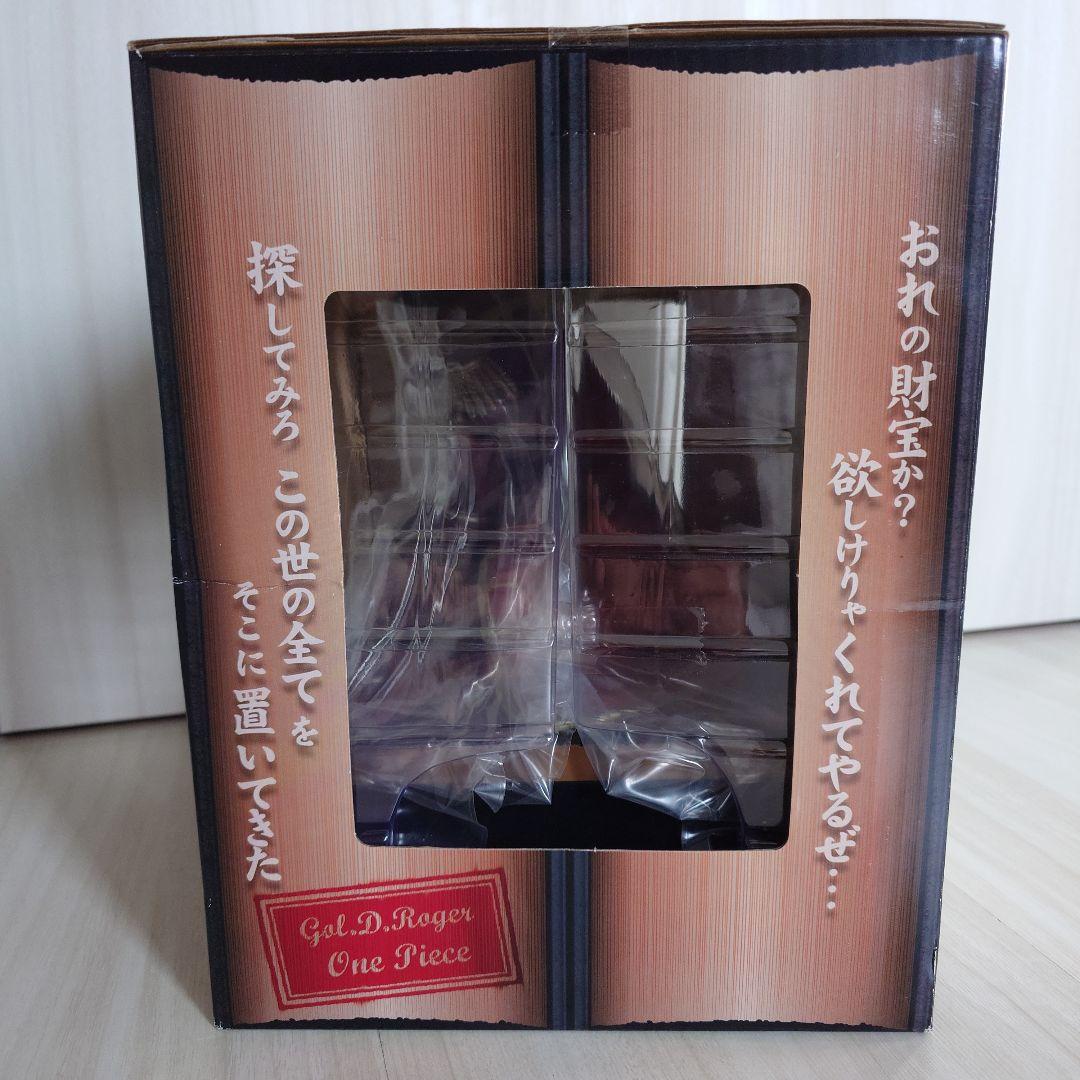 おれの財宝か?
欲しけりゃくれてやるぜ…
探してみろ この世の全てを
そこに置いてきた
Gol.D.Roger
One Piece